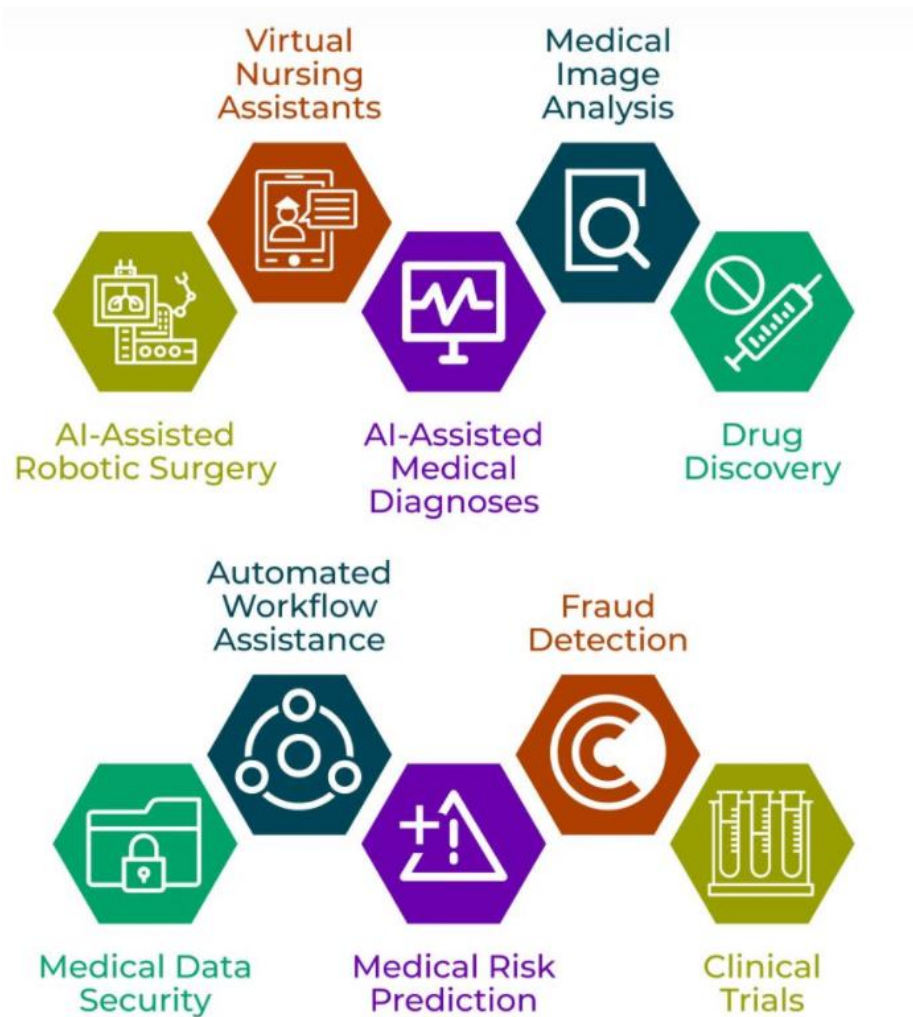 Virtual
Nursing
Assistants
Medical
Image
Analysis
AI-Assisted
Robotic Surgery
AI-Assisted
Medical
Diagnoses
Drug
Discovery
Automated
Workflow
Assistance
Fraud
Detection
Medical Data
Security
Medical Risk
Prediction
Clinical
Trials